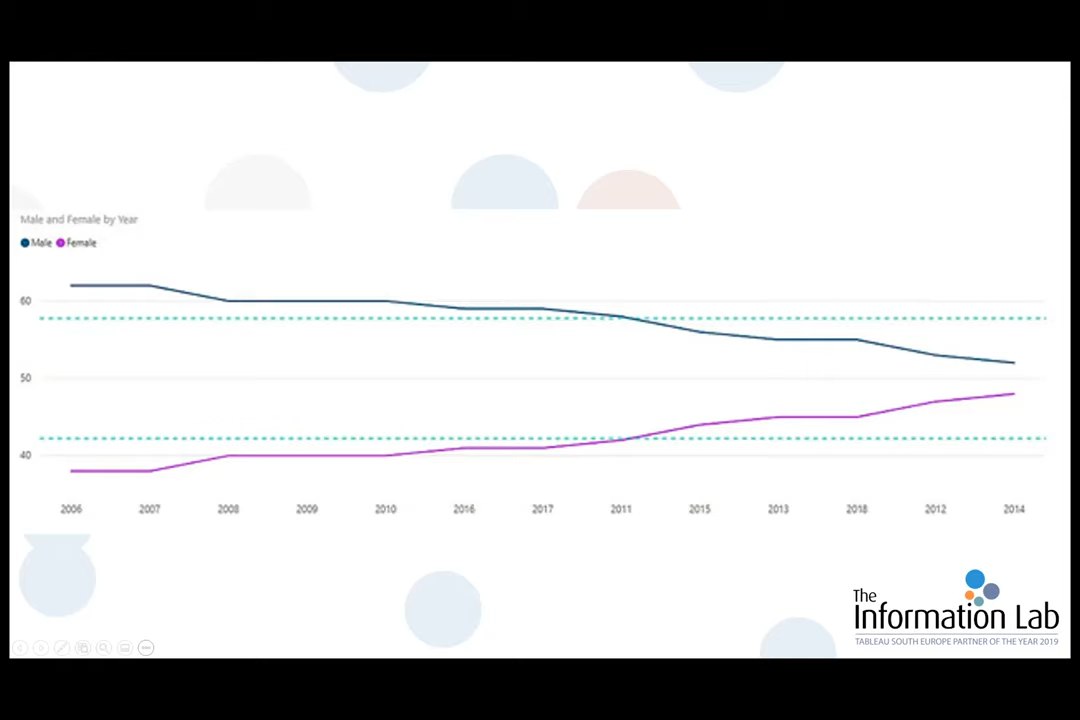 Male and Female by Year
Male Female
60
50
40
2006 2007 2008 2009 2010 2016 2017 2011 2015 2013 2018 2012 2014
The
Information Lab
TABLEAU SOUTH EUROPE PARTNER OF THE YEAR 2019